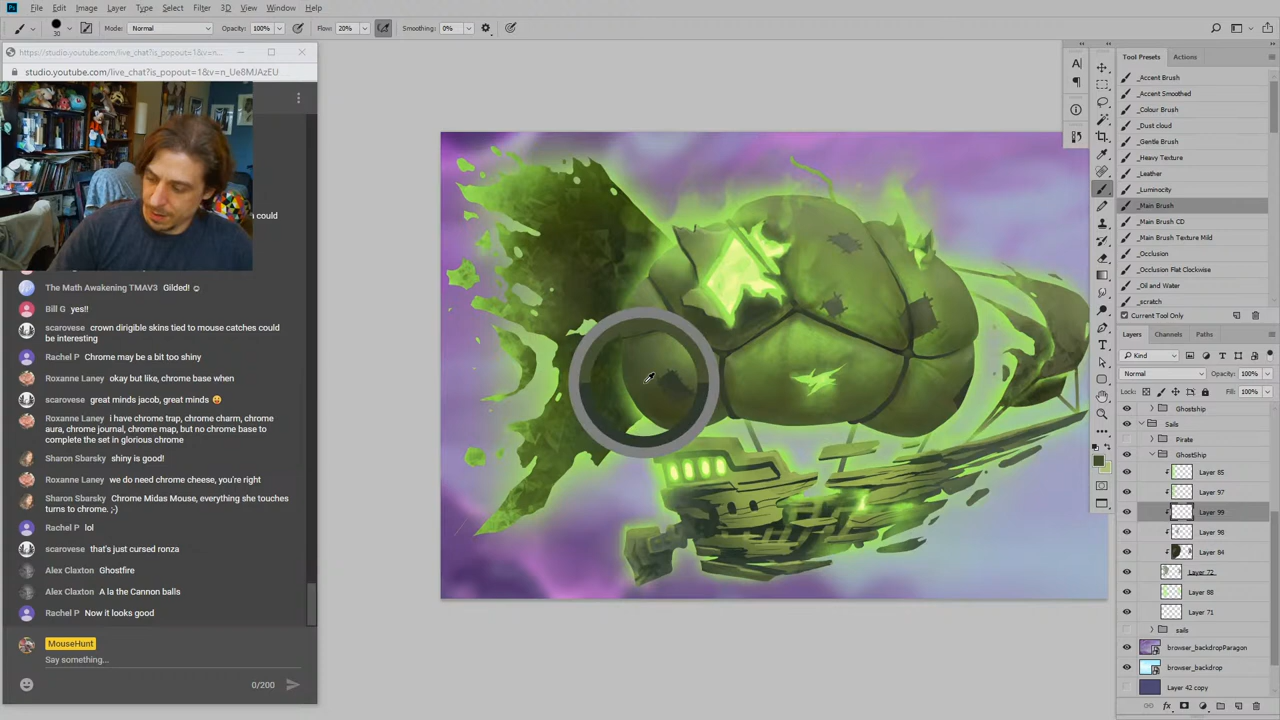 File Edit Image Layer Type Select Filter 3D View Window Help
30 Mode: Normal Opacity: 100% Flow: 20% Smoothing: 0%
https://studio.youtube.com/live_chat?is_popout=1&v=n_...
studio.youtube.com/live_chat?is_popout=1&v=n_Ue8MJAzEU
could
The Math Awakening TMAV3 Gilded!
Bill G yes!!
scarovese crown dirigible skins tied to mouse catches could
be interesting
Rachel P Chrome may be a bit too shiny
Roxanne Laney okay but like, chrome base when
scarovese great minds jacob, great minds
Roxanne Laney i have chrome trap, chrome charm, chrome
aura, chrome journal, chrome map, but no chrome base to
complete the set in glorious chrome
Sharon Sbarsky shiny is good!
Roxanne Laney we do need chrome cheese, you're right
Sharon Sbarsky Chrome Midas Mouse, everything she touches
turns to chrome. ;-)
Rachel P lol
scarovese that's just cursed ronza
Alex Claxton Ghostfire
Alex Claxton A la the Cannon balls
Rachel P Now it looks good
MouseHunt
Say something...
0/200
Tool Presets Actions
_Accent Brush
_Accent Smoothed
_Colour Brush
_Dust cloud
_Gentle Brush
_Heavy Texture
_Leather
_Luminocity
_Main Brush
_Main Brush CD
_Main Brush Texture Mild
_Occlusion
_Occlusion Flat Clockwise
_Oil and Water
_scratch
Current Tool Only
Layers Channels Paths
Kind
Normal Opacity: 100%
Lock: Fill: 100%
Ghostship
Sails
Pirate
GhostShip
Layer 85
Layer 97
Layer 99
Layer 98
Layer 84
Layer 72
Layer 88
Layer 71
sails
browser_backdropParagon
browser_backdrop
Layer 42 copy